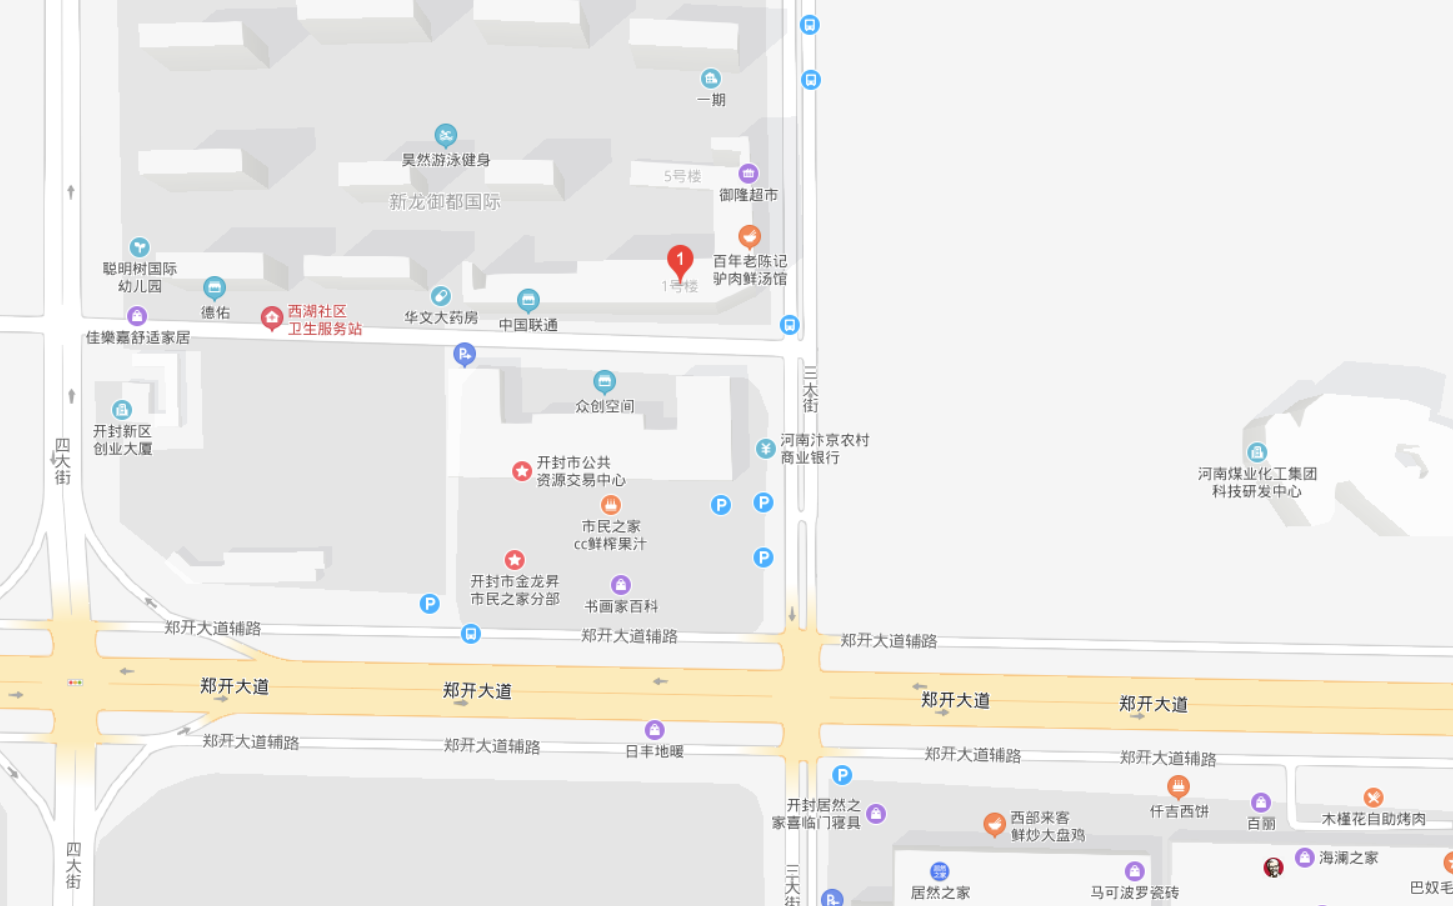 一期
昊然游泳健身
5号楼
御隆超市
新龙御都国际
1
百年老陈记
驴肉鲜汤馆
聪明树国际
幼儿园
1号楼
德佑
西湖社区
卫生服务站
华文大药房
中国联通
佳樂嘉舒适家居
三大街
众创空间
开封新区
创业大厦
四大街
河南汴京农村
商业银行
开封市公共
资源交易中心
河南煤业化工集团
科技研发中心
P
P
市民之家
cc鲜榨果汁
P
开封市金龙昇
市民之家分部
书画家百科
P
郑开大道辅路
郑开大道辅路
郑开大道辅路
郑开大道
郑开大道
郑开大道
郑开大道
郑开大道辅路
郑开大道辅路
日丰地暖
郑开大道辅路
郑开大道辅路
P
开封居然之
家喜临门寝具
西部来客
鲜炒大盘鸡
仟吉西饼
百丽
木槿花自助烤肉
四大街
三大街
居然之家
居然之家
马可波罗瓷砖
海澜之家
巴奴毛